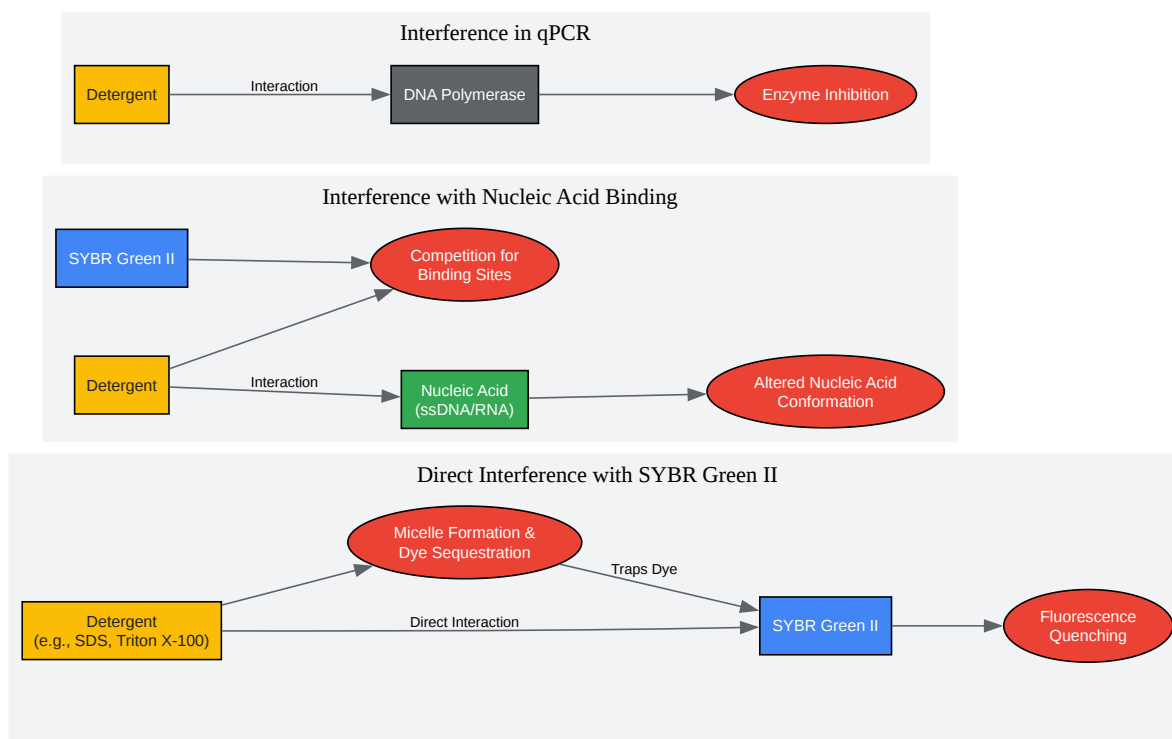 Interference in qPCR
Detergent
Interaction
DNA Polymerase
Enzyme Inhibition
Interference with Nucleic Acid Binding
SYBR Green II
Competition for
Binding Sites
Detergent
Interaction
Nucleic Acid
(ssDNA/RNA)
Altered Nucleic Acid
Conformation
Direct Interference with SYBR Green II
Micelle Formation &
Dye Sequestration
Traps Dye
Detergent
(e.g., SDS, Triton X-100)
Direct Interaction
SYBR Green II
Fluorescence
Quenching